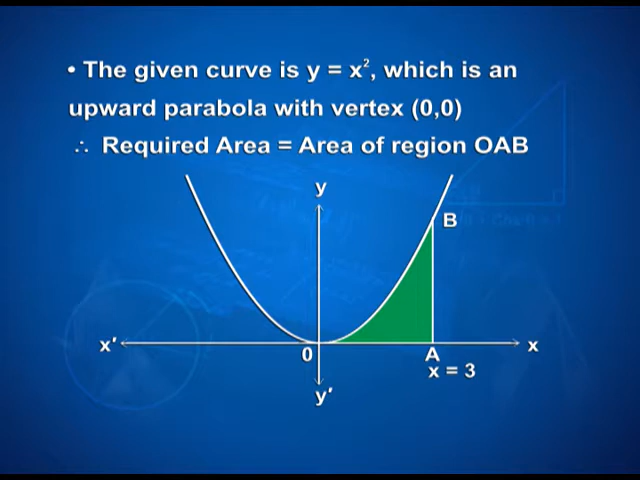 • The given curve is y = x², which is an
upward parabola with vertex (0,0)
∴ Required Area = Area of region OAB
y
B
x' 0 A x
x = 3
y'